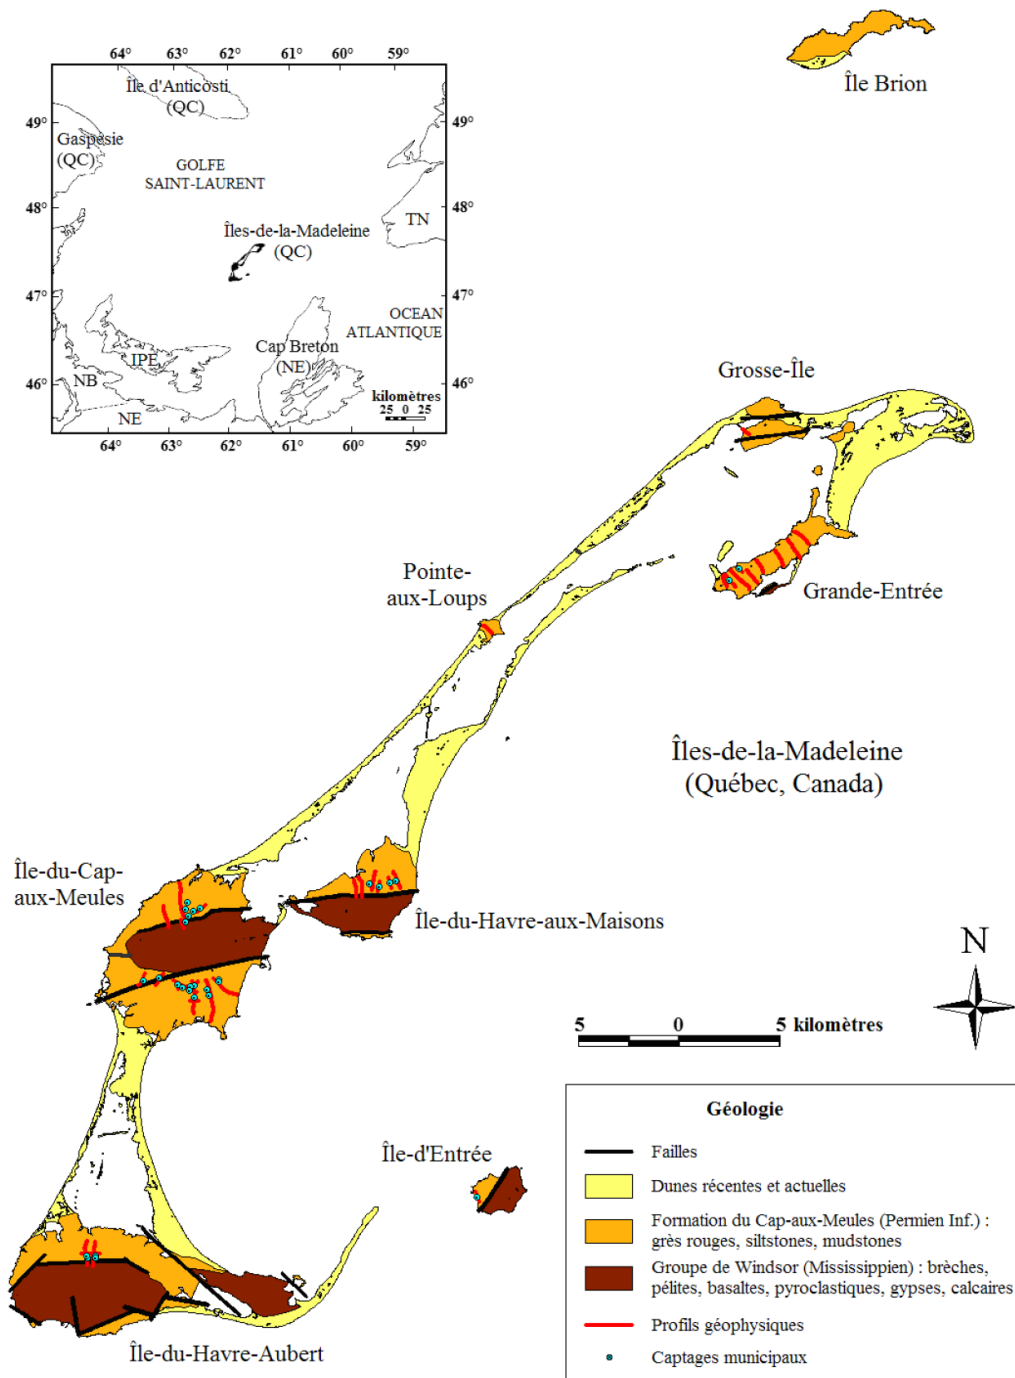 Île Brion
64° 63° 62° 61° 60° 59°
Île d'Anticosti
(QC)
49° 49°
Gaspésie
(QC)
GOLFE
SAINT-LAURENT
48° 48°
TN
Îles-de-la-Madeleine
(QC)
47° 47°
OCEAN
ATLANTIQUE
Cap Breton
(NE)
IPE
NB
46° 46°
NE
kilomètres
25 0 25
64° 63° 62° 61° 60° 59°
Grosse-Île
Pointe-
aux-Loups
Grande-Entrée
Îles-de-la-Madeleine
(Québec, Canada)
Île-du-Cap-
aux-Meules
Île-du-Havre-aux-Maisons
N
5 0 5 kilomètres
Île-d'Entrée
Île-du-Havre-Aubert
Géologie
Failles
Dunes récentes et actuelles
Formation du Cap-aux-Meules (Permien Inf.) :
grès rouges, siltstones, mudstones
Groupe de Windsor (Mississippien) : brèches,
pélites, basaltes, pyroclastiques, gypses, calcaires
Profils géophysiques
Captages municipaux